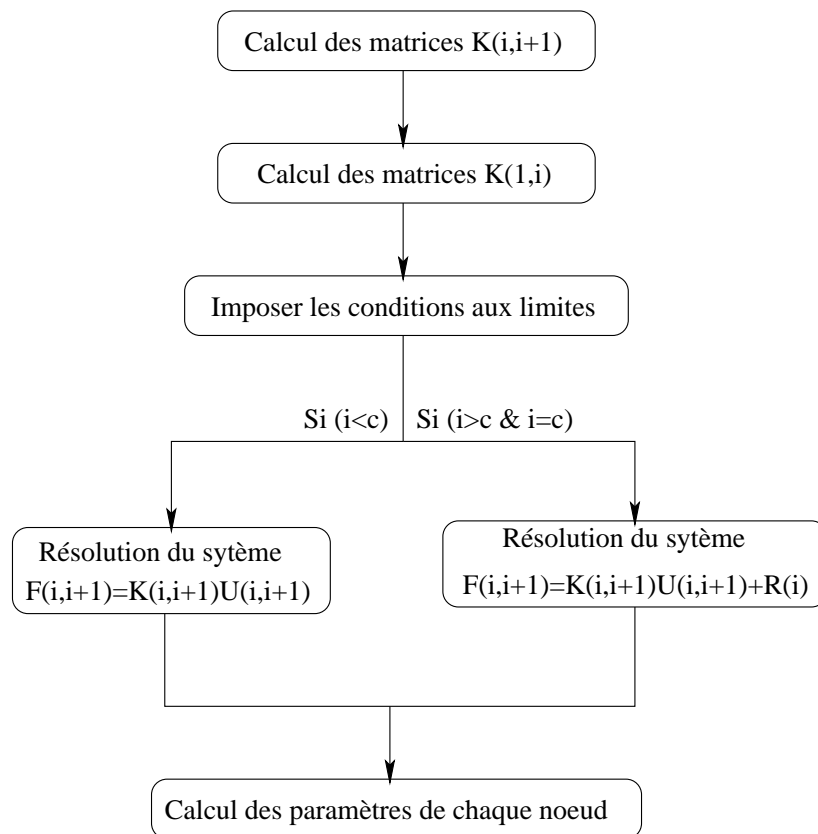 Calcul des matrices K(i,i+1)
Calcul des matrices K(1,i)
Imposer les conditions aux limites
Si (i<c)
Si (i>c & i=c)
Résolution du sytème
F(i,i+1)=K(i,i+1)U(i,i+1)
Résolution du sytème
F(i,i+1)=K(i,i+1)U(i,i+1)+R(i)
Calcul des paramètres de chaque noeud